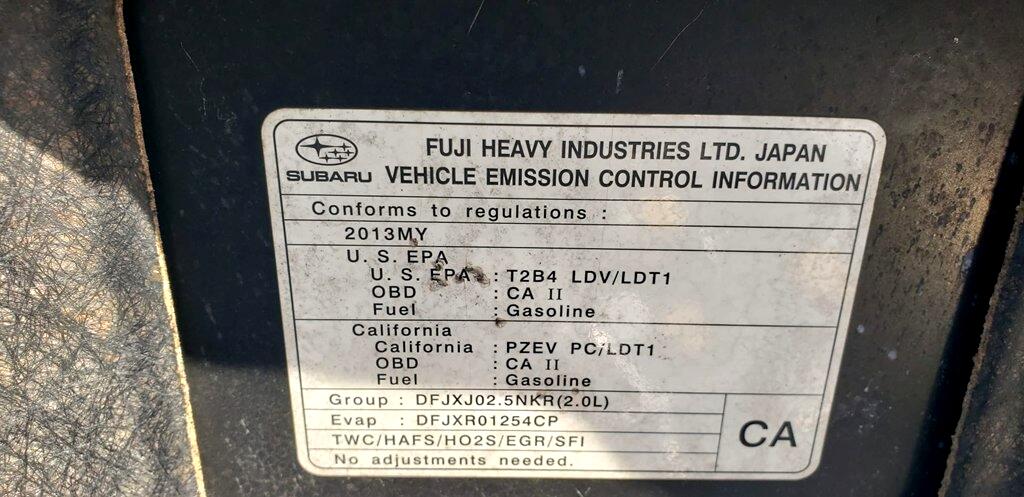 FUJI HEAVY INDUSTRIES LTD. JAPAN
SUBARU VEHICLE EMISSION CONTROL INFORMATION
Conforms to regulations :
2013MY
U. S. EPA
U. S. EPA : T2B4 LDV/LDT1
OBD : CA II
Fuel : Gasoline
California
California : PZEV PC/LDT1
OBD : CA II
Fuel : Gasoline
Group : DFJXJ02.5NKR(2.0L)
Evap : DFJXR01254CP
TWC/HAFS/HO2S/EGR/SFI
No adjustments needed.
CA